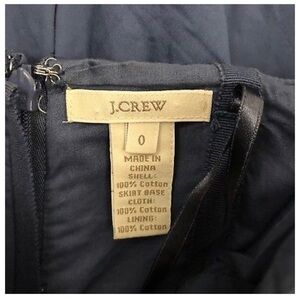 J.CREW
0
MADE IN
CHINA
SHELL:
100% Cotton
SKIRT BASE
CLOTH:
100% Cotton
LINING:
100% Cotton